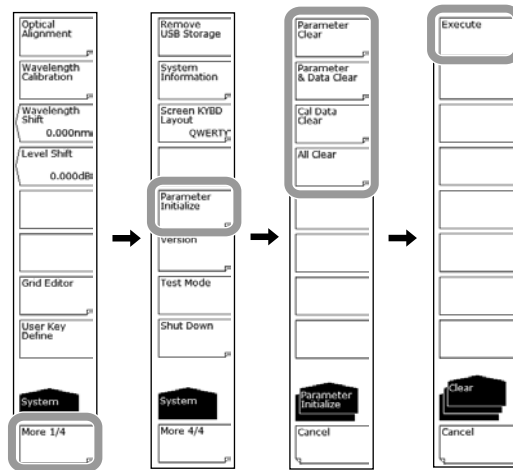 Optical
Alignment
Wavelength
Calibration
Wavelength
Shift
0.000nm
Level Shift
0.000dB
Grid Editor
User Key
Define
System
More 1/4
Remove
USB Storage
System
Information
Screen KYBD
Layout
QWERTY
Parameter
Initialize
Version
Test Mode
Shut Down
System
More 4/4
Parameter
Clear
Parameter
& Data Clear
Cal Data
Clear
All Clear
Parameter
Initialize
Cancel
Execute
Clear
Cancel